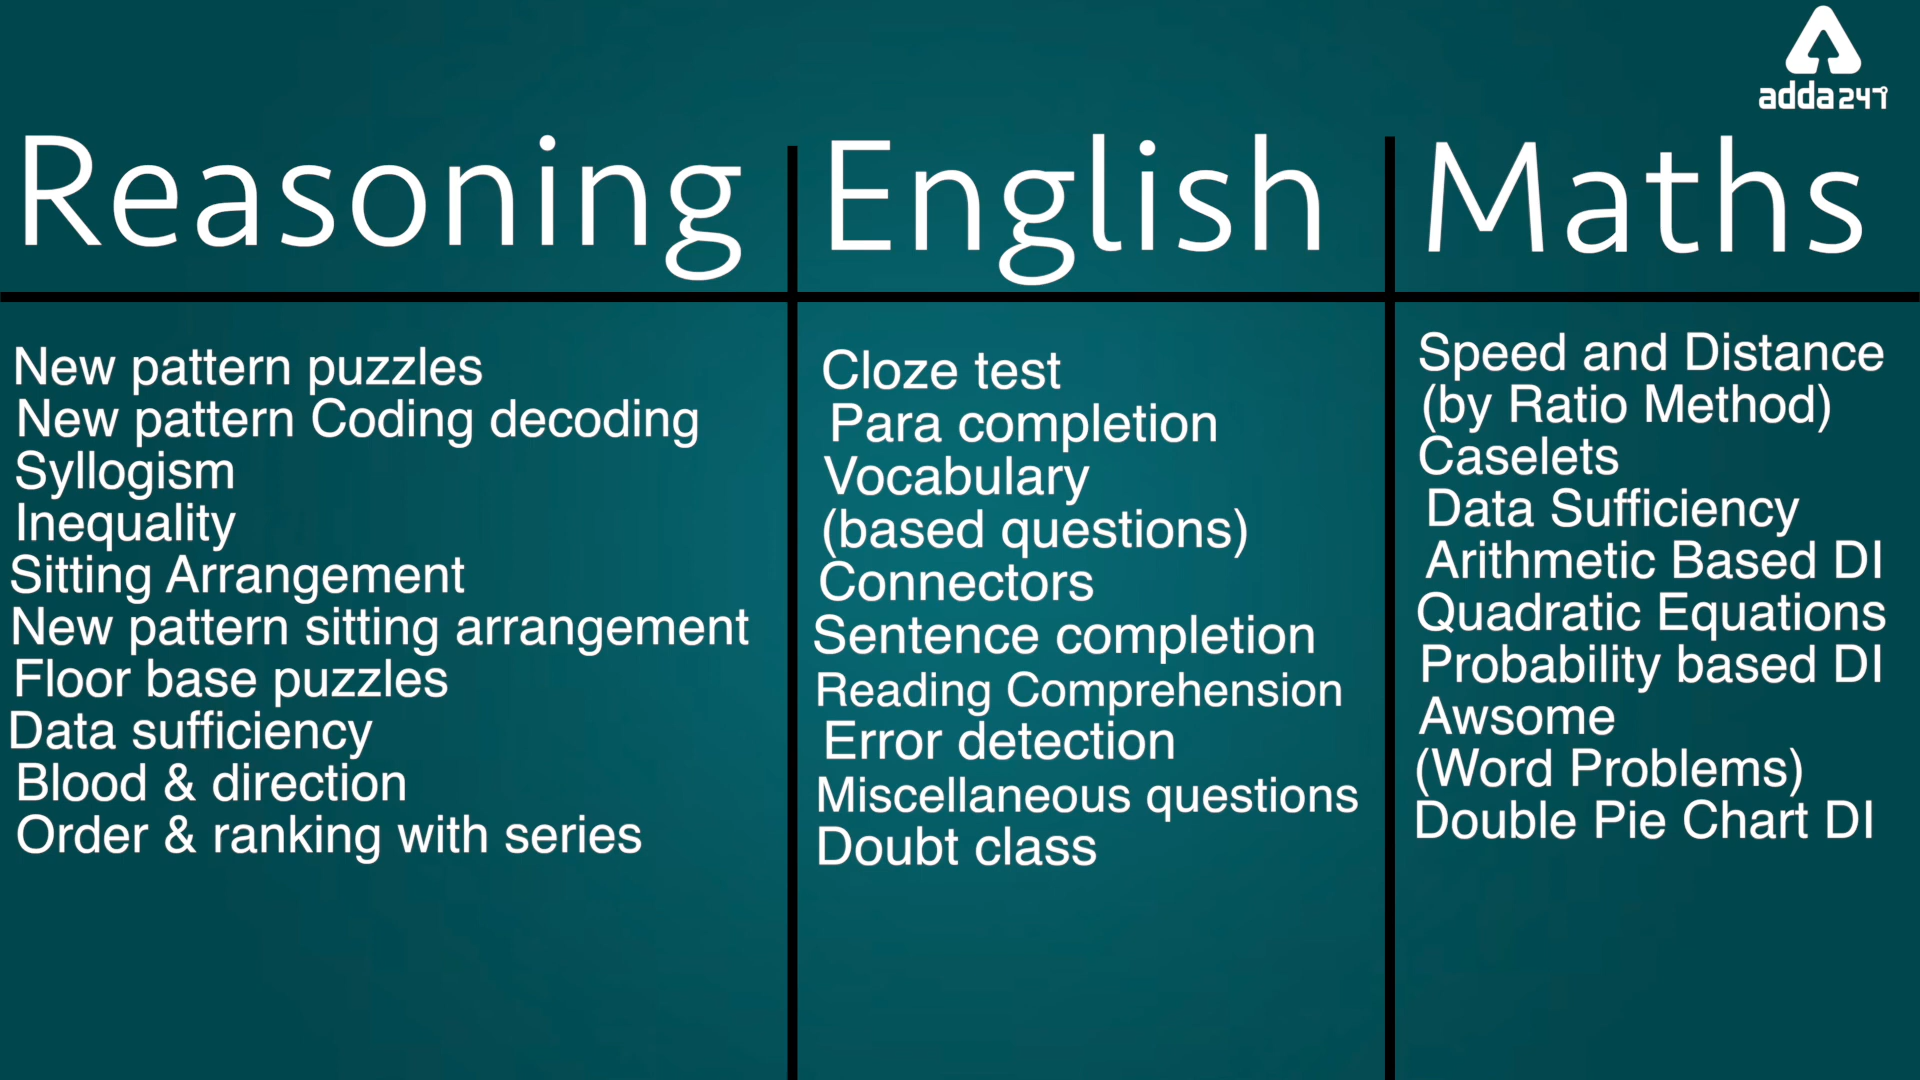 adda247
Reasoning
English
Maths
New pattern puzzles
New pattern Coding decoding
Syllogism
Inequality
Sitting Arrangement
New pattern sitting arrangement
Floor base puzzles
Data sufficiency
Blood & direction
Order & ranking with series
Cloze test
Para completion
Vocabulary
(based questions)
Connectors
Sentence completion
Reading Comprehension
Error detection
Miscellaneous questions
Doubt class
Speed and Distance
(by Ratio Method)
Caselets
Data Sufficiency
Arithmetic Based DI
Quadratic Equations
Probability based DI
Awsome
(Word Problems)
Double Pie Chart DI